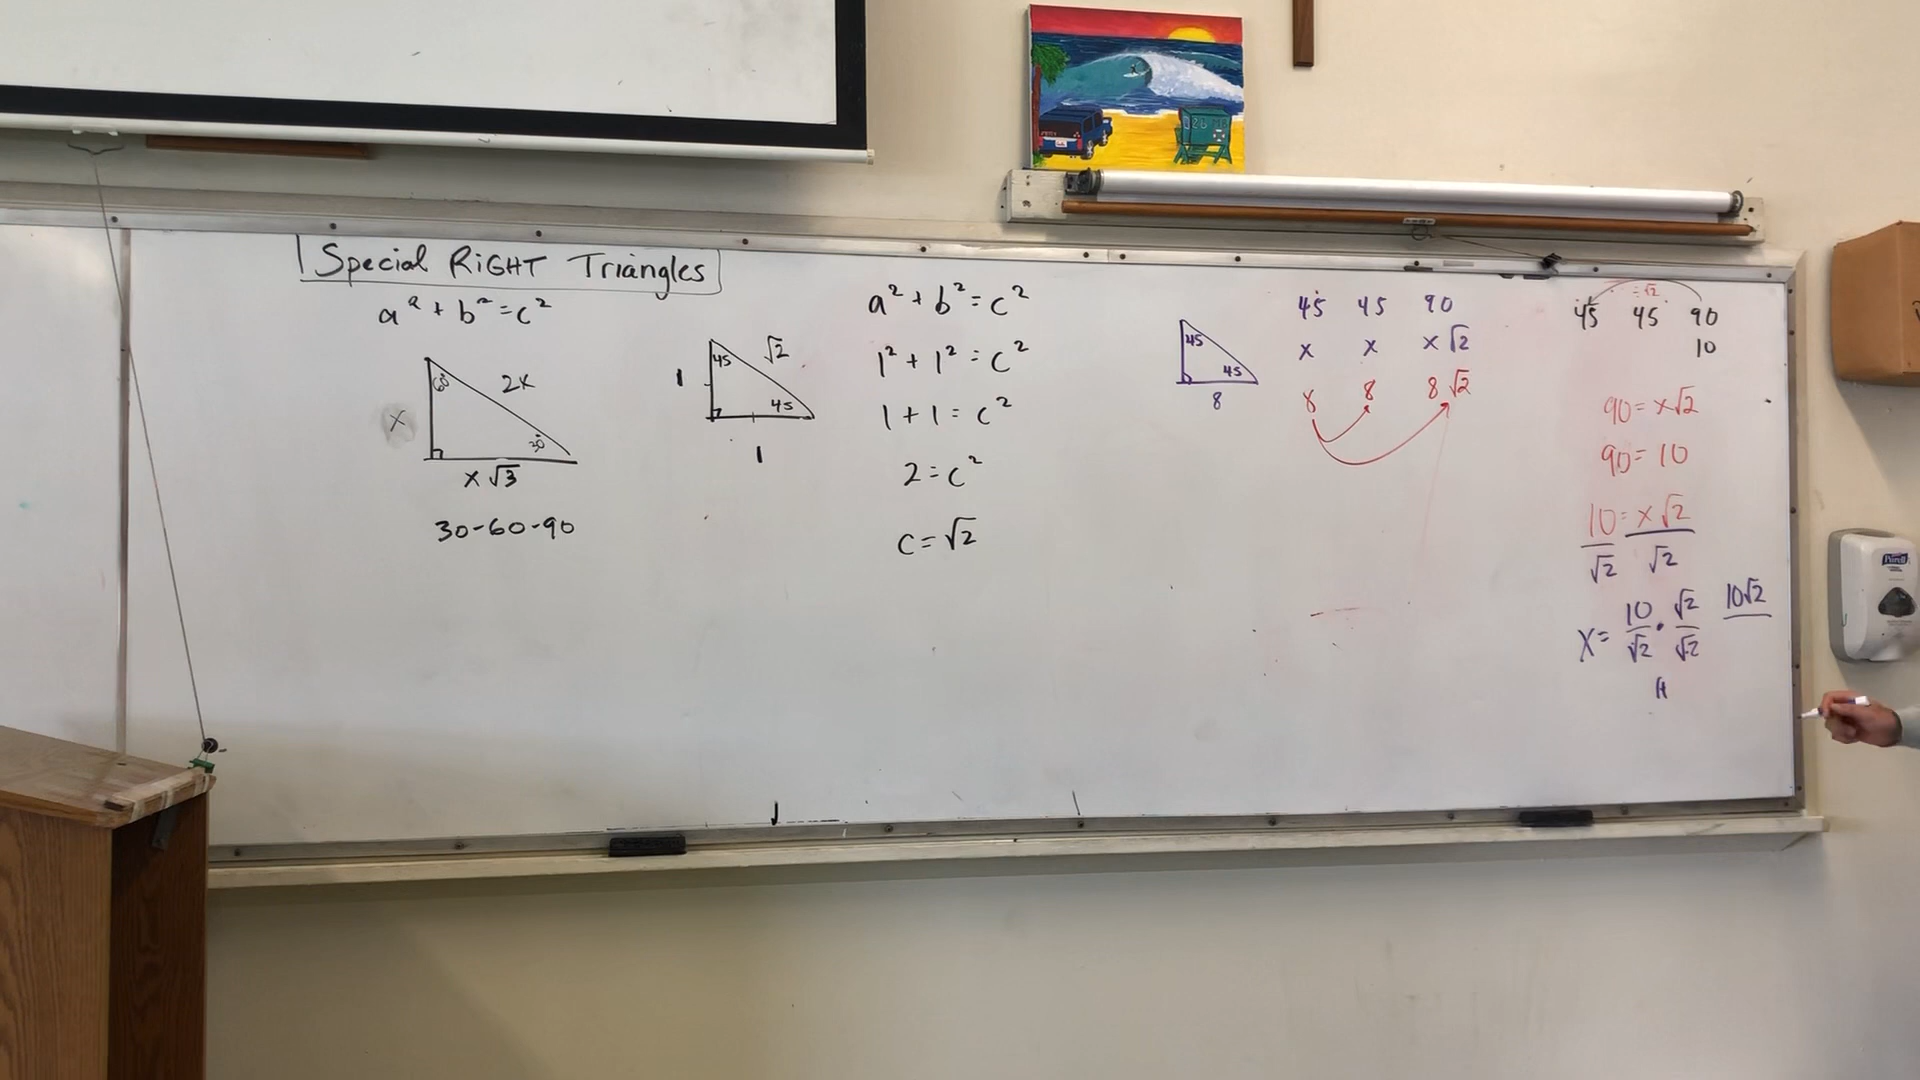 Special RIGHT Triangles
a² + b² = c²
60°
2x
x
30°
x √3
30-60-90
45
√2
1
45
1
a² + b² = c²
1² + 1² = c²
1 + 1 = c²
2 = c²
c = √2
45
45
8
45 45 90
x x x √2
8 8 8 √2
÷ √2
45 45 90
10
90 = x√2
90 = 10
10 = x √2
√2 √2
x = 10/√2 · √2/√2 10√2
Purell